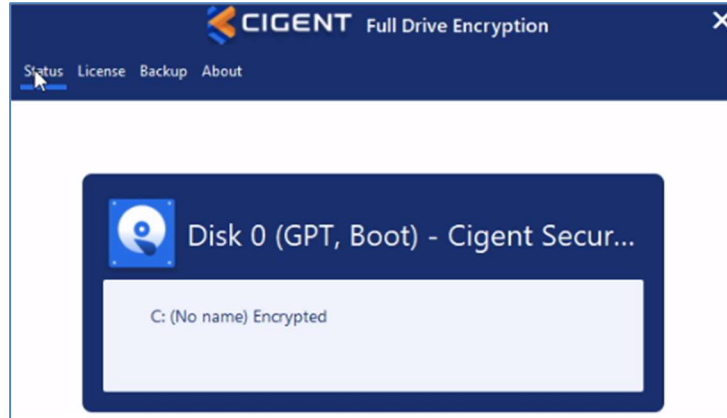 CIGENT Full Drive Encryption
Status License Backup About
Disk 0 (GPT, Boot) - Cigent Secur...
C: (No name) Encrypted